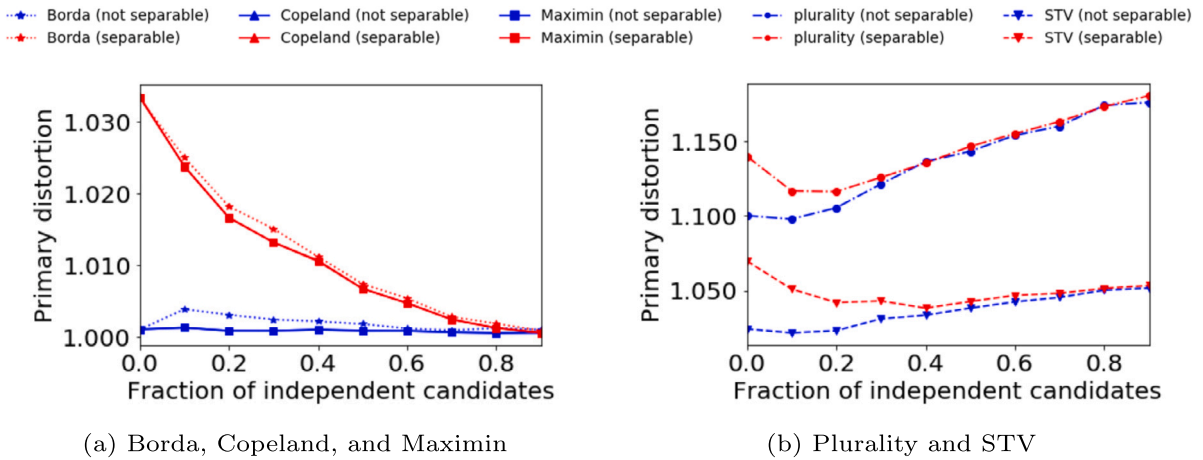 Borda (not separable) Copeland (not separable) Maximin (not separable) plurality (not separable) STV (not separable)
Borda (separable) Copeland (separable) Maximin (separable) plurality (separable) STV (separable)
Primary distortion
1.030
1.020
1.010
1.000
0.0 0.2 0.4 0.6 0.8
Fraction of independent candidates
(a) Borda, Copeland, and Maximin
Primary distortion
1.150
1.100
1.050
0.0 0.2 0.4 0.6 0.8
Fraction of independent candidates
(b) Plurality and STV